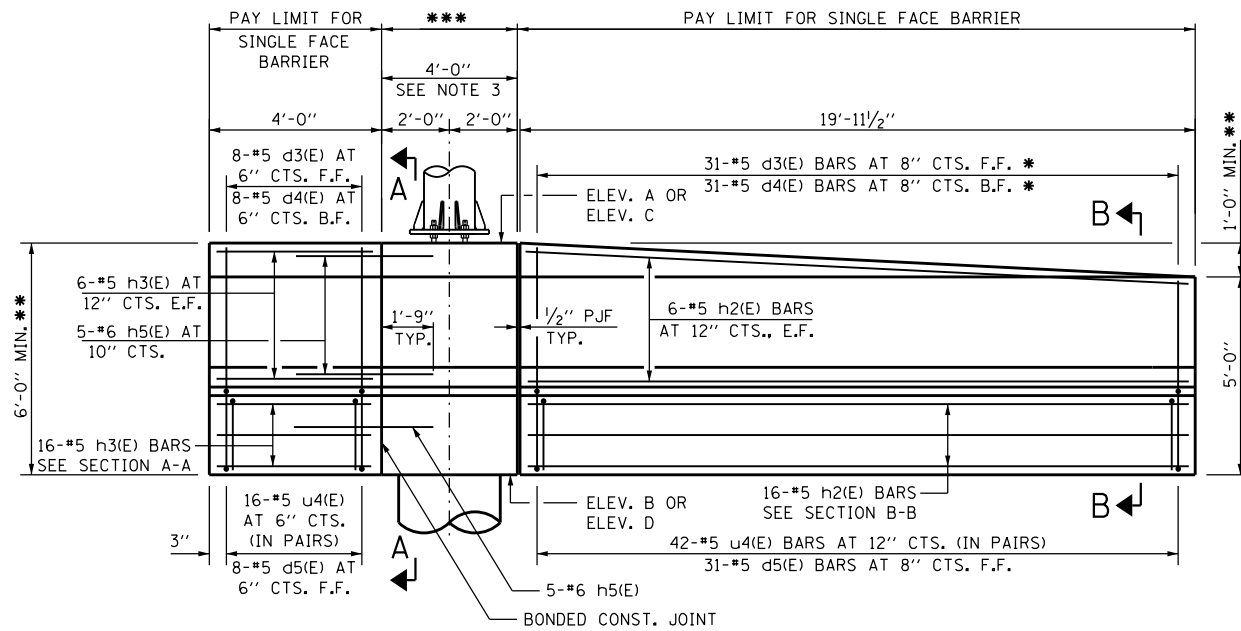 PAY LIMIT FOR
SINGLE FACE
BARRIER
***
PAY LIMIT FOR SINGLE FACE BARRIER
4'-0''
SEE NOTE 3
4'-0''
2'-0''
2'-0''
19'-11½''
8-#5 d3(E) AT
6'' CTS. F.F.
8-#5 d4(E) AT
6'' CTS. B.F.
A
31-#5 d3(E) BARS AT 8'' CTS. F.F. *
31-#5 d4(E) BARS AT 8'' CTS. B.F. *
1'-0'' MIN. **
ELEV. A OR
ELEV. C
B
6'-0'' MIN. **
6-#5 h3(E) AT
12'' CTS. E.F.
5-#6 h5(E) AT
10'' CTS.
1'-9''
TYP.
½'' PJF
TYP.
6-#5 h2(E) BARS
AT 12'' CTS., E.F.
5'-0''
16-#5 h3(E) BARS
SEE SECTION A-A
16-#5 u4(E)
AT 6'' CTS.
(IN PAIRS)
3''
8-#5 d5(E) AT
6'' CTS. F.F.
A
ELEV. B OR
ELEV. D
16-#5 h2(E) BARS
SEE SECTION B-B
B
42-#5 u4(E) BARS AT 12'' CTS. (IN PAIRS)
31-#5 d5(E) BARS AT 8'' CTS. F.F.
5-#6 h5(E)
BONDED CONST. JOINT